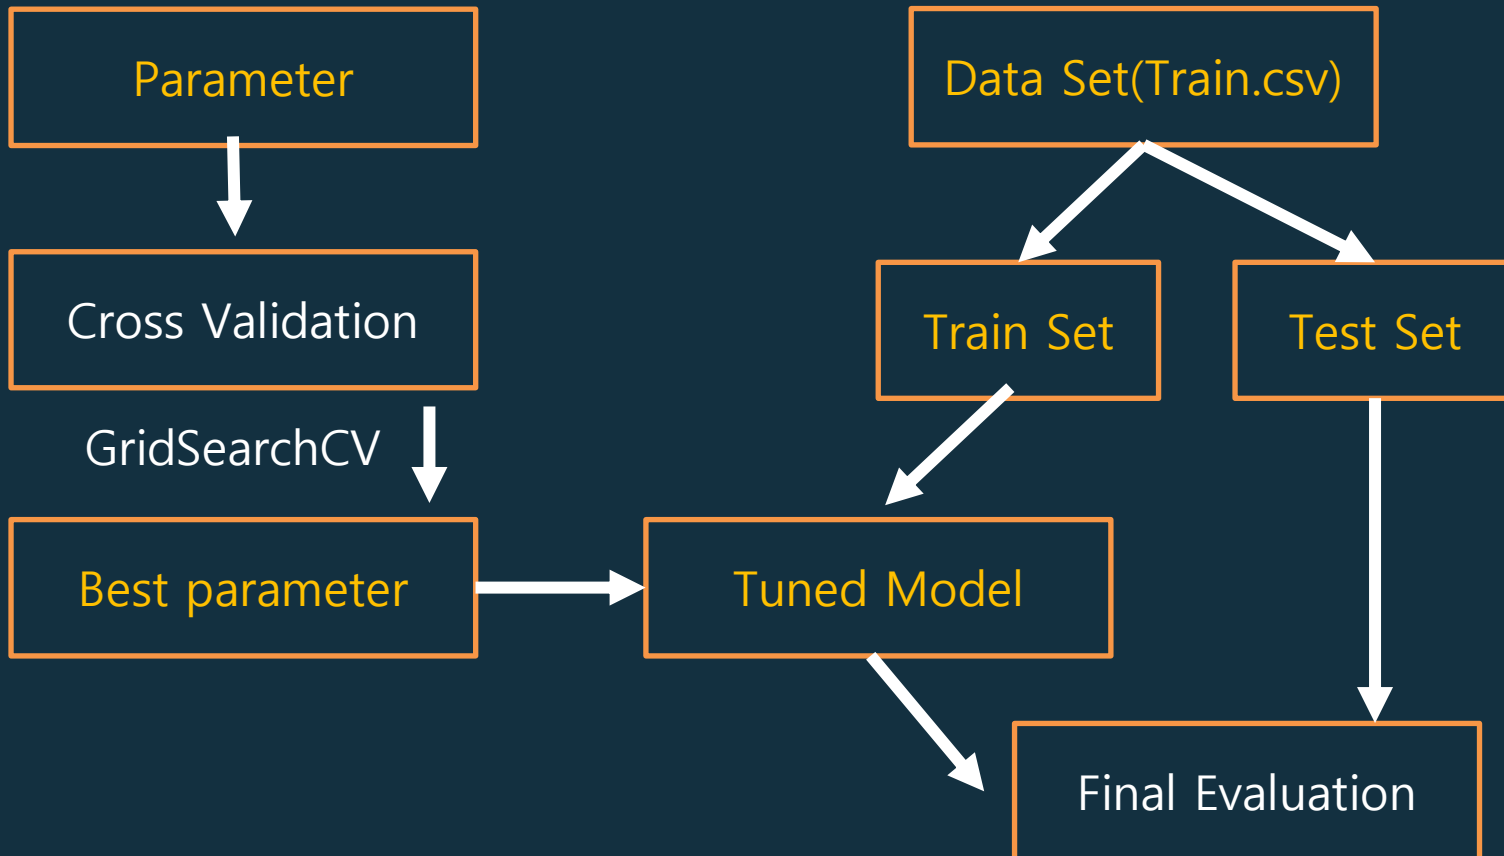 Parameter
Data Set(Train.csv)
Cross Validation
Train Set
Test Set
GridSearchCV
Best parameter
Tuned Model
Final Evaluation